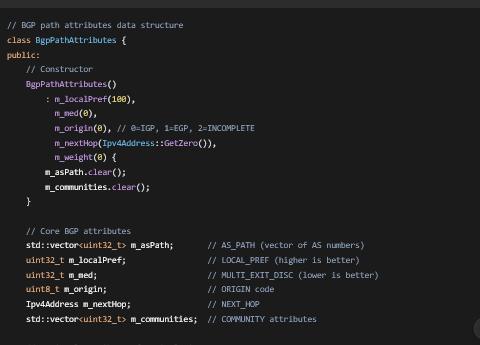 // BGP path attributes data structure
class BgpPathAttributes {
public:
    // Constructor
    BgpPathAttributes()
        : m_localPref(100),
          m_med(0),
          m_origin(0), // 0=IGP, 1=EGP, 2=INCOMPLETE
          m_nextHop(Ipv4Address::GetZero()),
          m_weight(0) {
        m_asPath.clear();
        m_communities.clear();
    }

    // Core BGP attributes
    std::vector<uint32_t> m_asPath;       // AS_PATH (vector of AS numbers)
    uint32_t m_localPref;                 // LOCAL_PREF (higher is better)
    uint32_t m_med;                       // MULTI_EXIT_DISC (lower is better)
    uint8_t m_origin;                     // ORIGIN code
    Ipv4Address m_nextHop;                // NEXT_HOP
    std::vector<uint32_t> m_communities;  // COMMUNITY attributes